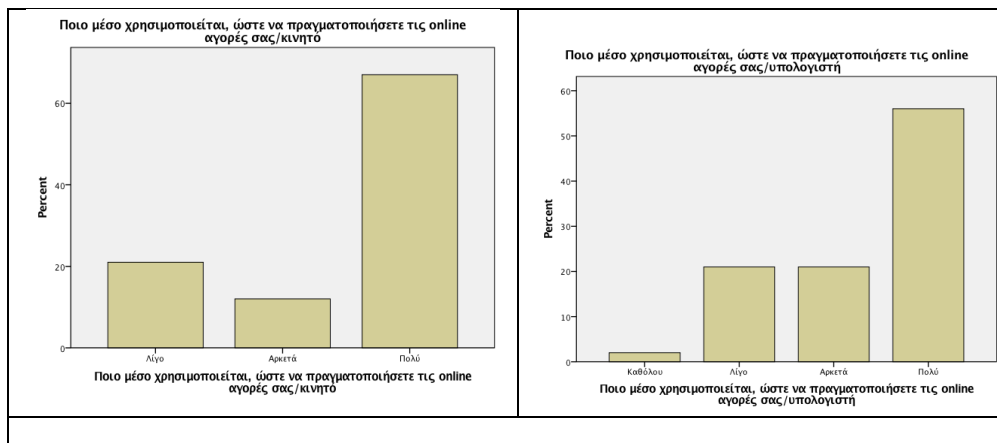 Ποιο μέσο χρησιμοποιείται, ώστε να πραγματοποιήσετε τις online
αγορές σας/κινητό
Percent
60
40
20
0
Λίγο
Αρκετά
Πολύ
Ποιο μέσο χρησιμοποιείται, ώστε να πραγματοποιήσετε τις online
αγορές σας/κινητό
Ποιο μέσο χρησιμοποιείται, ώστε να πραγματοποιήσετε τις online
αγορές σας/υπολογιστή
Percent
60
50
40
30
20
10
0
Καθόλου
Λίγο
Αρκετά
Πολύ
Ποιο μέσο χρησιμοποιείται, ώστε να πραγματοποιήσετε τις online
αγορές σας/υπολογιστή